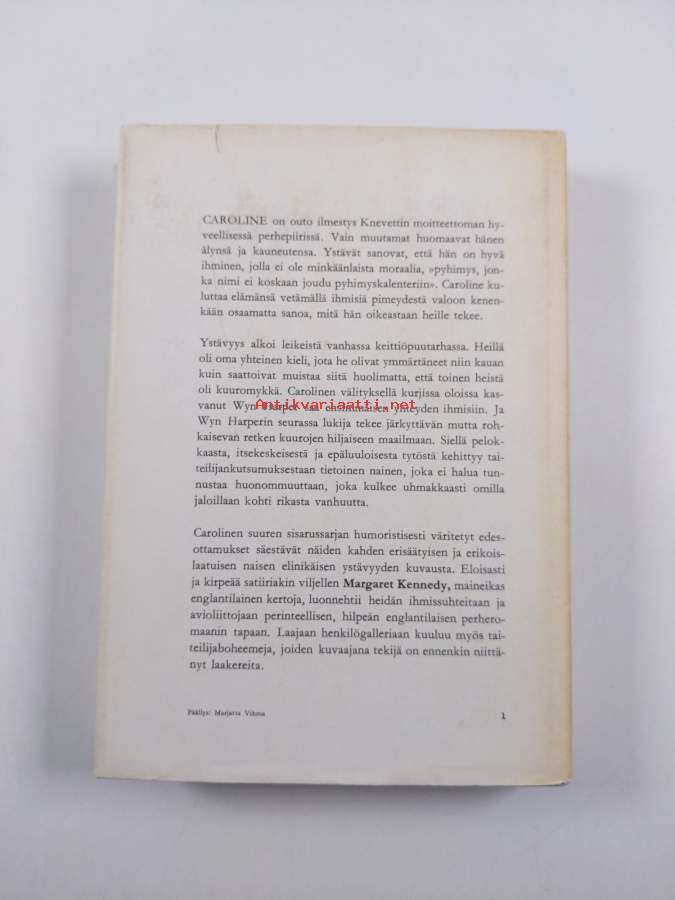 CAROLINE on outo ilmestys Knevettin moitteettoman hy-
veellisessä perhepiirissä. Vain muutamat huomaavat hänen
älynsä ja kauneutensa. Ystävät sanovat, että hän on hyvä
ihminen, jolla ei ole minkäänlaista moraalia, »pyhimys, jon-
ka nimi ei koskaan joudu pyhimyskalenteriin». Caroline ku-
luttaa elämänsä vetämällä ihmisiä pimeydestä valoon kenen-
kään osaamatta sanoa, mitä hän oikeastaan heille tekee.
Ystävyys alkoi leikeistä vanhassa keittiöpuutarhassa. Heillä
oli oma yhteinen kieli, jota he olivat ymmärtäneet niin kauan
kuin saattoivat muistaa siitä huolimatta, että toinen heistä
oli kuuromykkä. Carolinen välityksellä kurjissa oloissa kas-
Antikvariaatti.net
vanut Wyn Harper saa ensimmäisen yhteyden ihmisiin. Ja
Wyn Harperin seurassa lukija tekee järkyttävän mutta roh-
kaisevan retken kuurojen hiljaiseen maailmaan. Siellä pelok-
kaasta, itsekeskeisestä ja epäluuloisesta tytöstä kehittyy tai-
teilijankutsumuksestaan tietoinen nainen, joka ei halua tun-
nustaa huonommuuttaan, joka kulkee uhmakkaasti omilla
jaloillaan kohti rikasta vanhuutta.
Carolinen suuren sisarussarjan humoristisesti väritetyt edes-
ottamukset säestävät näiden kahden erisäätyisen ja erikois-
laatuisen naisen elinikäisen ystävyyden kuvausta. Eloisasti
ja kirpeää satiiriakin viljellen Margaret Kennedy, maineikas
englantilainen kertoja, luonnehtii heidän ihmissuhteitaan ja
avioliittojaan perinteellisen, hilpeän englantilaisen perhero-
maanin tapaan. Laajaan henkilögalleriaan kuuluu myös tai-
teilijaboheemeja, joiden kuvaajana tekijä on ennenkin niittä-
nyt laakereita.
Päällys: Marjatta Vihma
1